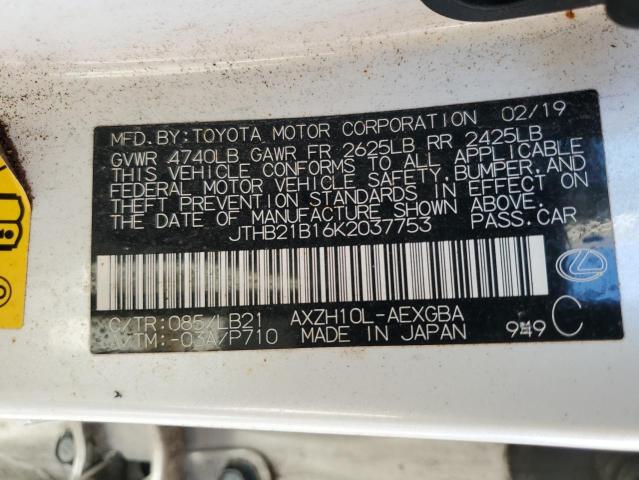 MFD.BY:TOYOTA MOTOR CORPORATION 02/19
GVWR 4740LB GAWR FR 2625LB RR 2425LB
THIS VEHICLE CONFORMS TO ALL APPLICABLE
FEDERAL MOTOR VEHICLE SAFETY,BUMPER,AND
THEFT PREVENTION STANDARDS IN EFFECT ON
THE DATE OF MANUFACTURE SHOWN ABOVE.
JTHB21B16K2037753 PASS.CAR
C/TR:085/LB21 AXZH10L-AEXGBA
A/TM:-03A/P710 MADE IN JAPAN C